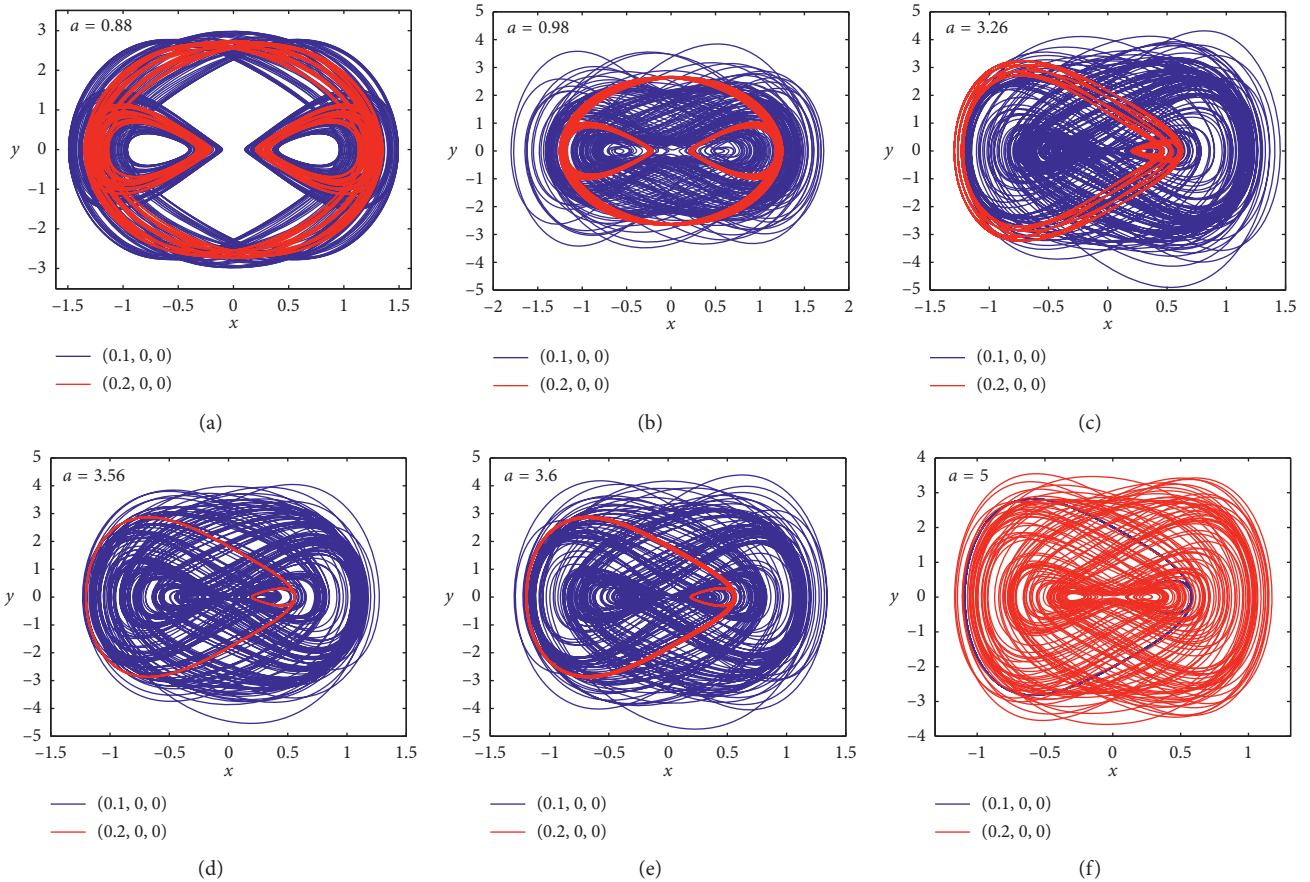 a = 0.88
3
2
1
y 0
–1
–2
–3
–1.5 –1 –0.5 0 0.5 1 1.5
x
(0.1, 0, 0)
(0.2, 0, 0)
(a)
a = 0.98
5
4
3
2
1
y 0
–1
–2
–3
–4
–5
–2 –1.5 –1 –0.5 0 0.5 1 1.5 2
x
(0.1, 0, 0)
(0.2, 0, 0)
(b)
a = 3.26
5
4
3
2
1
y 0
–1
–2
–3
–4
–5
–1.5 –1 –0.5 0 0.5 1 1.5
x
(0.1, 0, 0)
(0.2, 0, 0)
(c)
a = 3.56
5
4
3
2
1
y 0
–1
–2
–3
–4
–5
–1.5 –1 –0.5 0 0.5 1 1.5
x
(0.1, 0, 0)
(0.2, 0, 0)
(d)
a = 3.6
5
4
3
2
1
y 0
–1
–2
–3
–4
–5
–1.5 –1 –0.5 0 0.5 1 1.5
x
(0.1, 0, 0)
(0.2, 0, 0)
(e)
a = 5
4
3
2
1
y 0
–1
–2
–3
–4
–1 –0.5 0 0.5 1
x
(0.1, 0, 0)
(0.2, 0, 0)
(f)